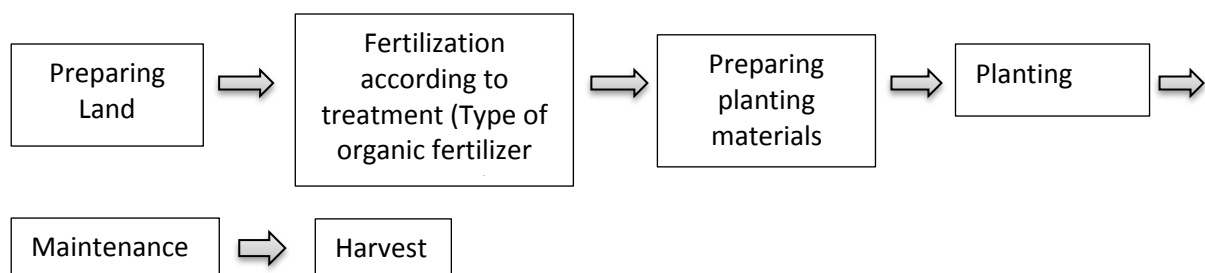 Preparing
Land
Fertilization
according to
treatment (Type of
organic fertilizer
Preparing
planting
materials
Planting
Maintenance
Harvest